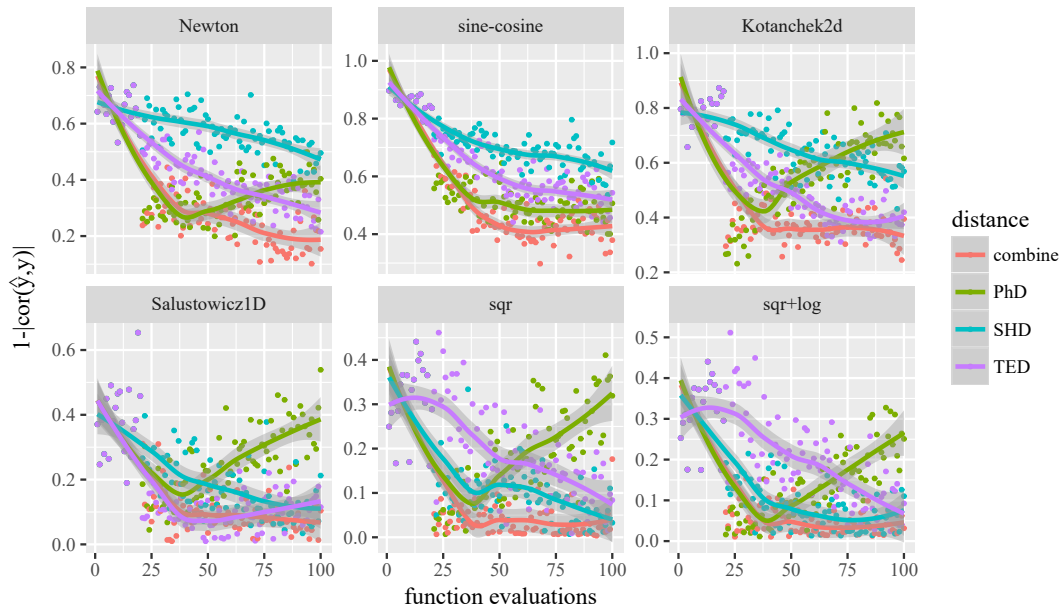 Newton
sine-cosine
Kotanchek2d
0.8
0.6
0.4
0.2
1.0
0.8
0.6
0.4
1.0
0.8
0.6
0.4
0.2
Salustowicz1D
sqr
sqr+log
0.6
0.4
0.2
0.0
0.4
0.3
0.2
0.1
0.0
0.5
0.4
0.3
0.2
0.1
0.0
0 25 50 75 100
0 25 50 75 100
0 25 50 75 100
function evaluations
1-|cor(ŷ,y)|
distance
combine
PhD
SHD
TED